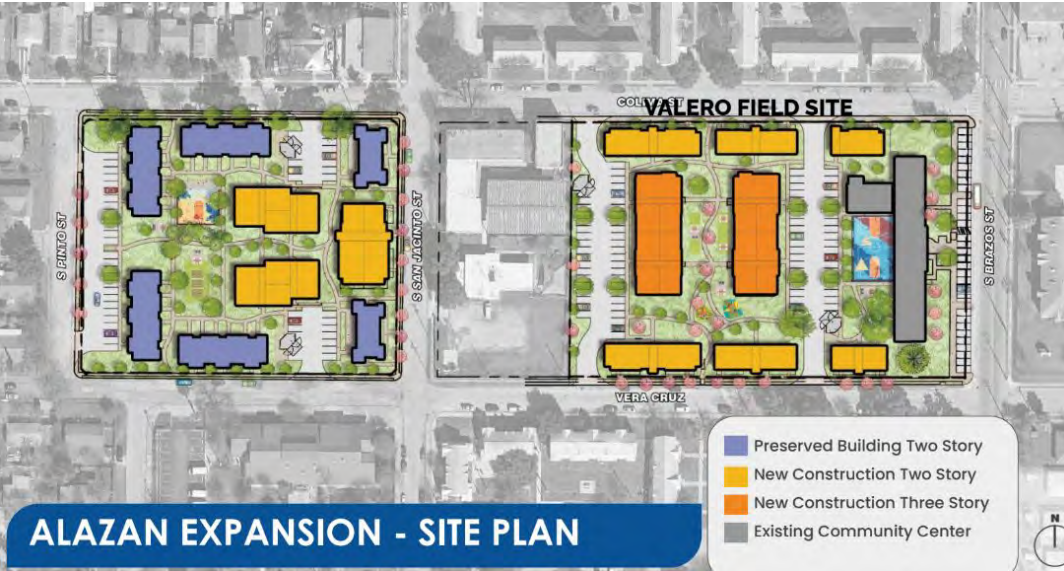 COLIMA ST
VALERO FIELD SITE
S PINTO ST
S SAN JACINTO ST
S BRAZOS ST
VERA CRUZ
Preserved Building Two Story
New Construction Two Story
New Construction Three Story
Existing Community Center
ALAZAN EXPANSION - SITE PLAN
N